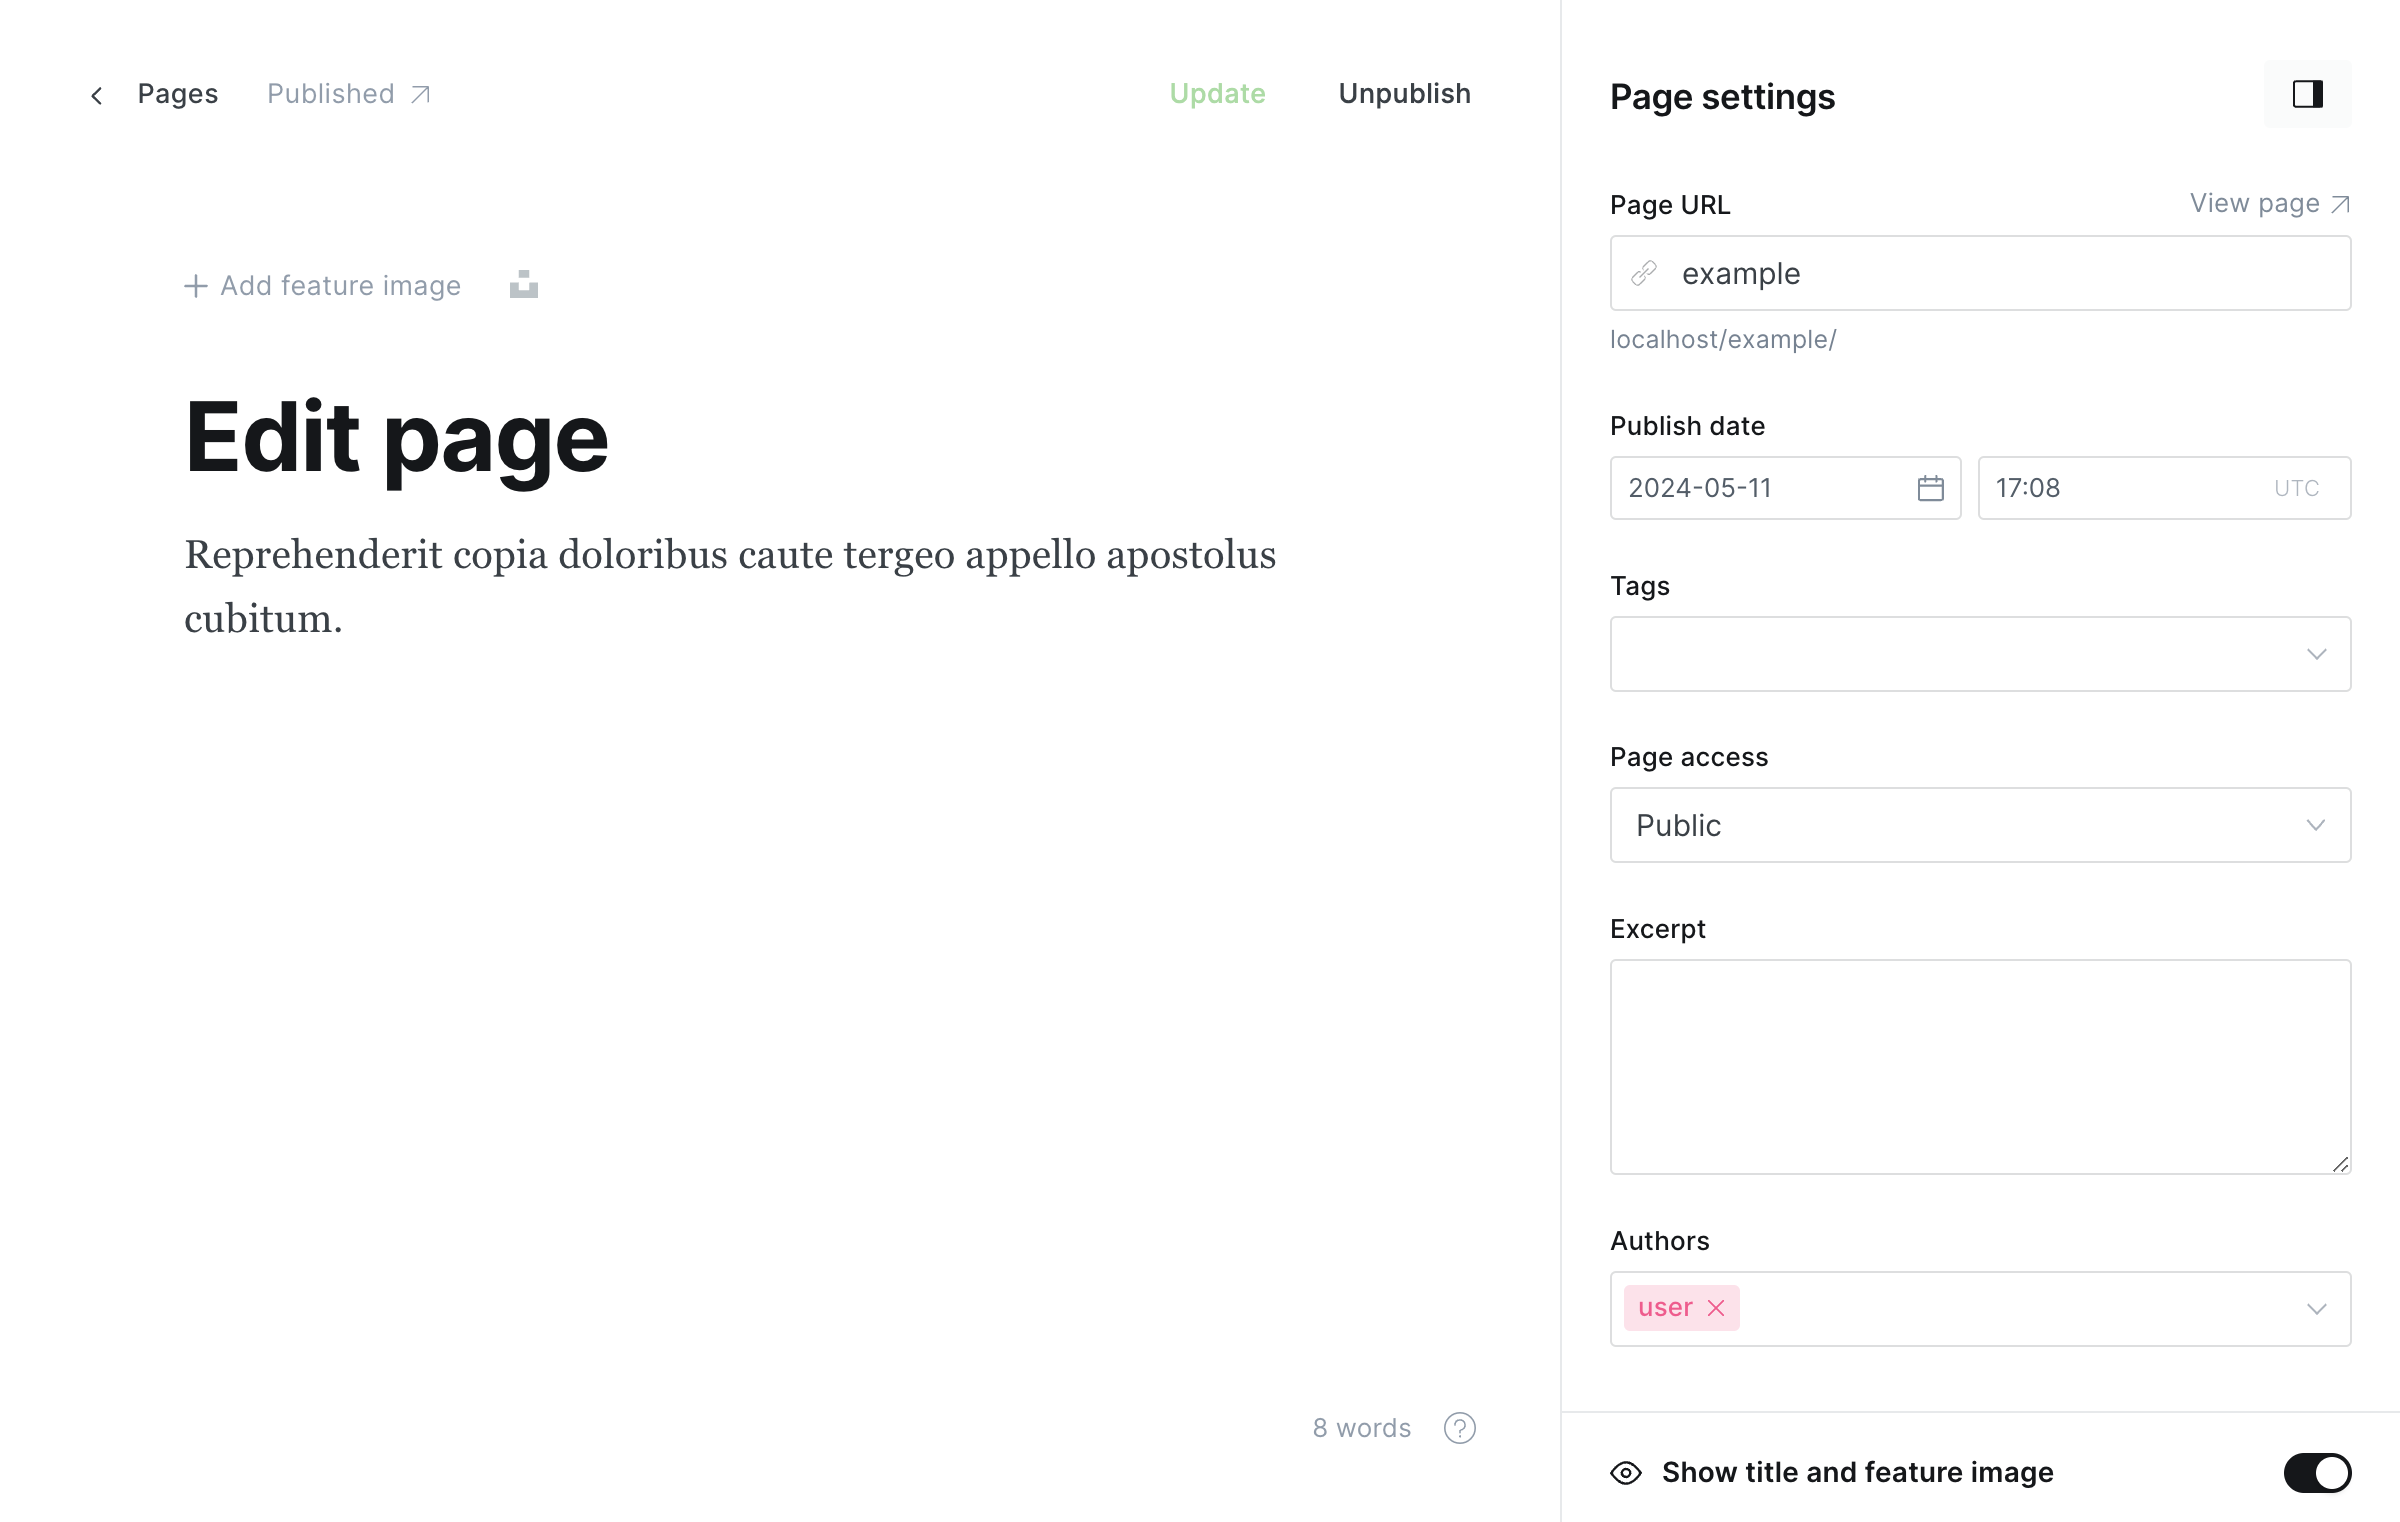 Pages
Published
Update
Unpublish
Add feature image
Edit page
Reprehenderit copia doloribus caute tergeo appello apostolus
cubitum.
8 words
?
Page settings
Page URL
View page
example
localhost/example/
Publish date
2024-05-11
17:08
UTC
Tags
Page access
Public
Excerpt
Authors
user
Show title and feature image